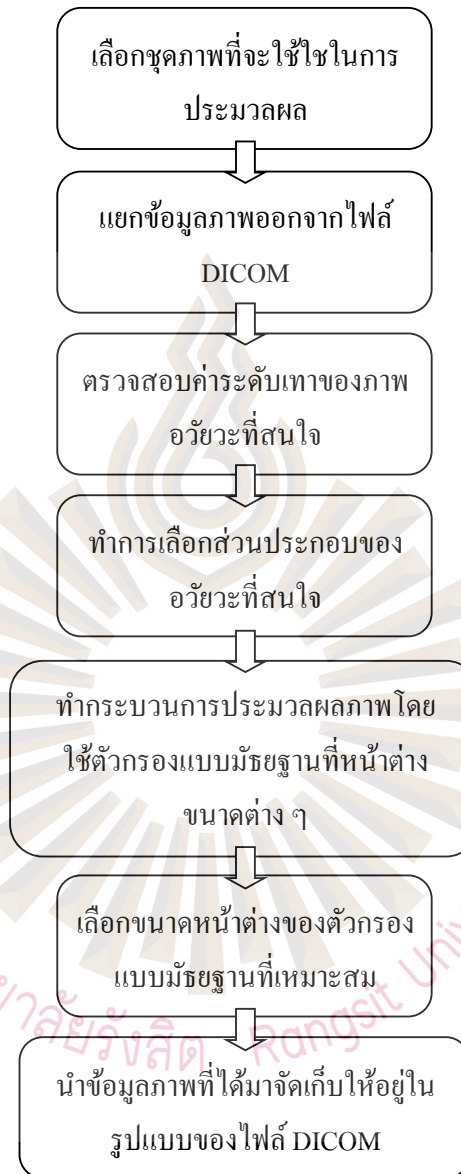 เลือกชุดภาพที่จะใช้ใชในการ
ประมวลผล
แยกข้อมูลภาพออกจากไฟล์
DICOM
ตรวจสอบค่าระดับเทาของภาพ
อวัยวะที่สนใจ
ทำการเลือกส่วนประกอบของ
อวัยวะที่สนใจ
ทำกระบวนการประมวลผลภาพโดย
ใช้ตัวกรองแบบมัธยฐานที่หน้าต่าง
ขนาดต่าง ๆ
เลือกขนาดหน้าต่างของตัวกรอง
แบบมัธยฐานที่เหมาะสม
ยาลัยรังสิต Rangsit Univ
นำข้อมูลภาพที่ได้มาจัดเก็บให้อยู่ใน
รูปแบบของไฟล์ DICOM